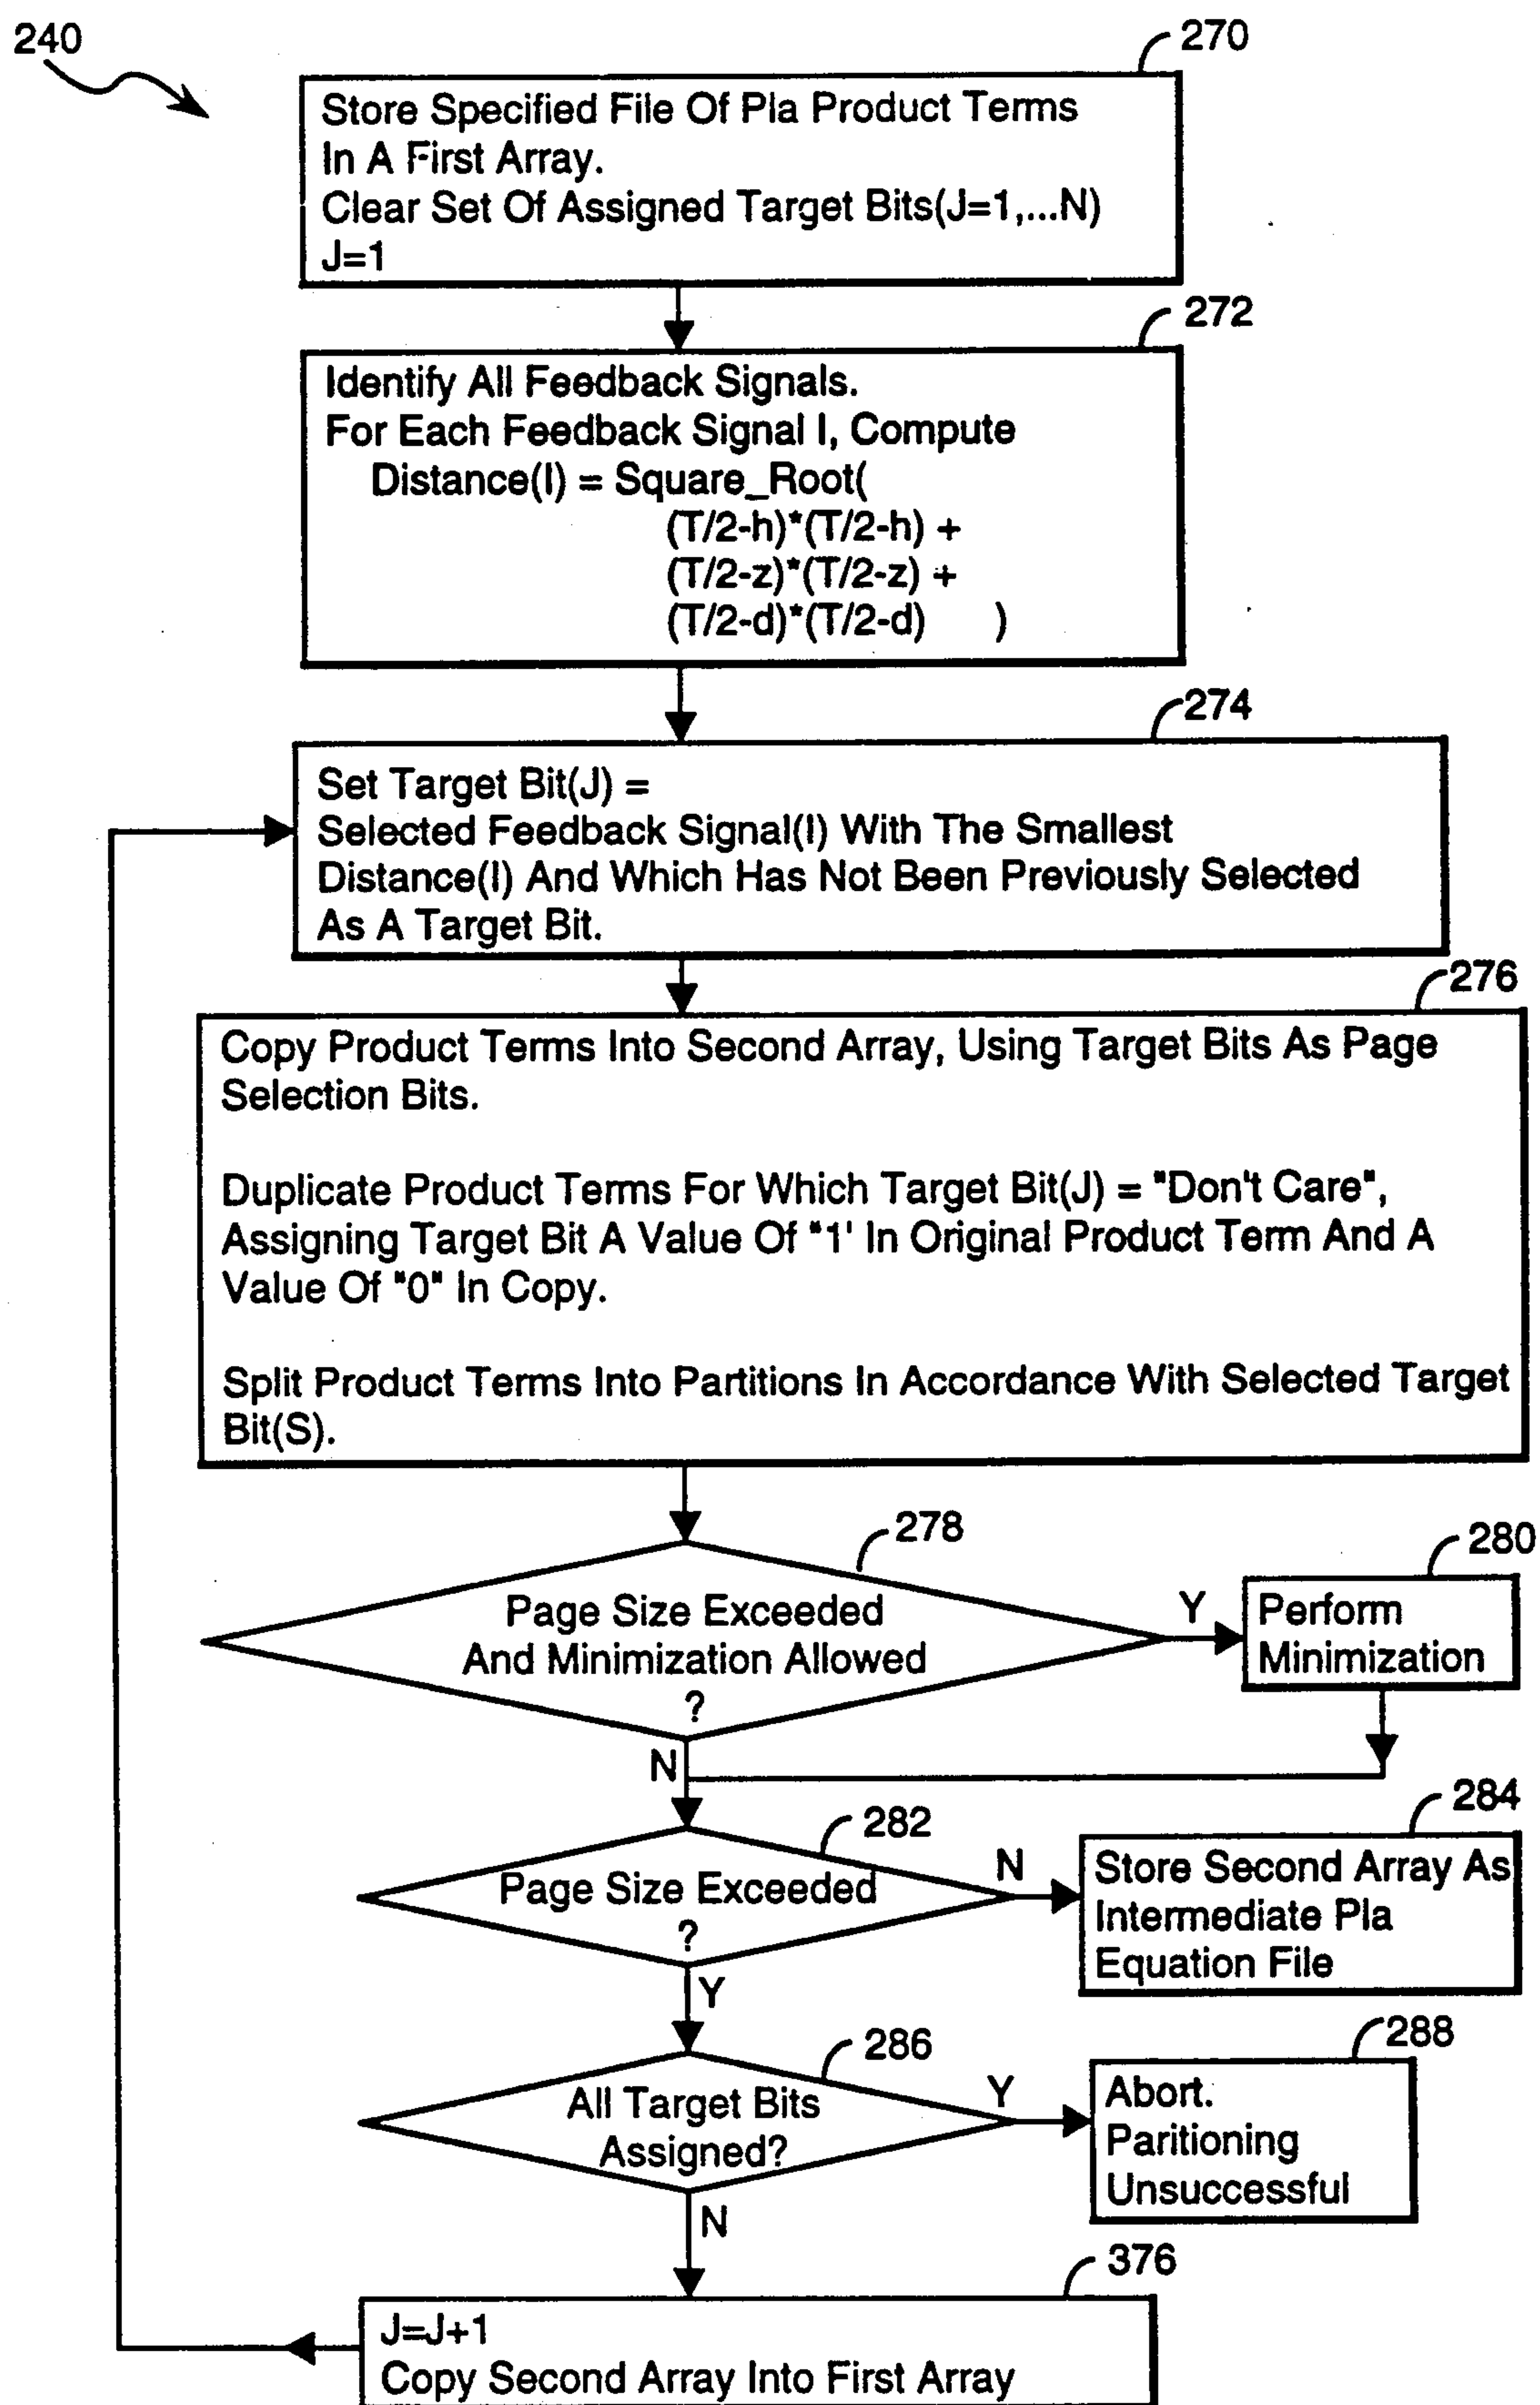 240
270
Store Specified File Of Pla Product Terms
In A First Array.
Clear Set Of Assigned Target Bits(J=1,...N)
J=1
272
Identify All Feedback Signals.
For Each Feedback Signal I, Compute
Distance(I) = Square_Root(
(T/2-h)*(T/2-h) +
(T/2-z)*(T/2-z) +
(T/2-d)*(T/2-d) )
274
Set Target Bit(J) =
Selected Feedback Signal(I) With The Smallest
Distance(I) And Which Has Not Been Previously Selected
As A Target Bit.
276
Copy Product Terms Into Second Array, Using Target Bits As Page
Selection Bits.
Duplicate Product Terms For Which Target Bit(J) = "Don't Care",
Assigning Target Bit A Value Of "1' In Original Product Term And A
Value Of "0" In Copy.
Split Product Terms Into Partitions In Accordance With Selected Target
Bit(S).
278
Page Size Exceeded
And Minimization Allowed
?
Y
280
Perform
Minimization
N
282
Page Size Exceeded
?
N
284
Store Second Array As
Intermediate Pla
Equation File
Y
286
All Target Bits
Assigned?
Y
288
Abort.
Paritioning
Unsuccessful
N
376
J=J+1
Copy Second Array Into First Array